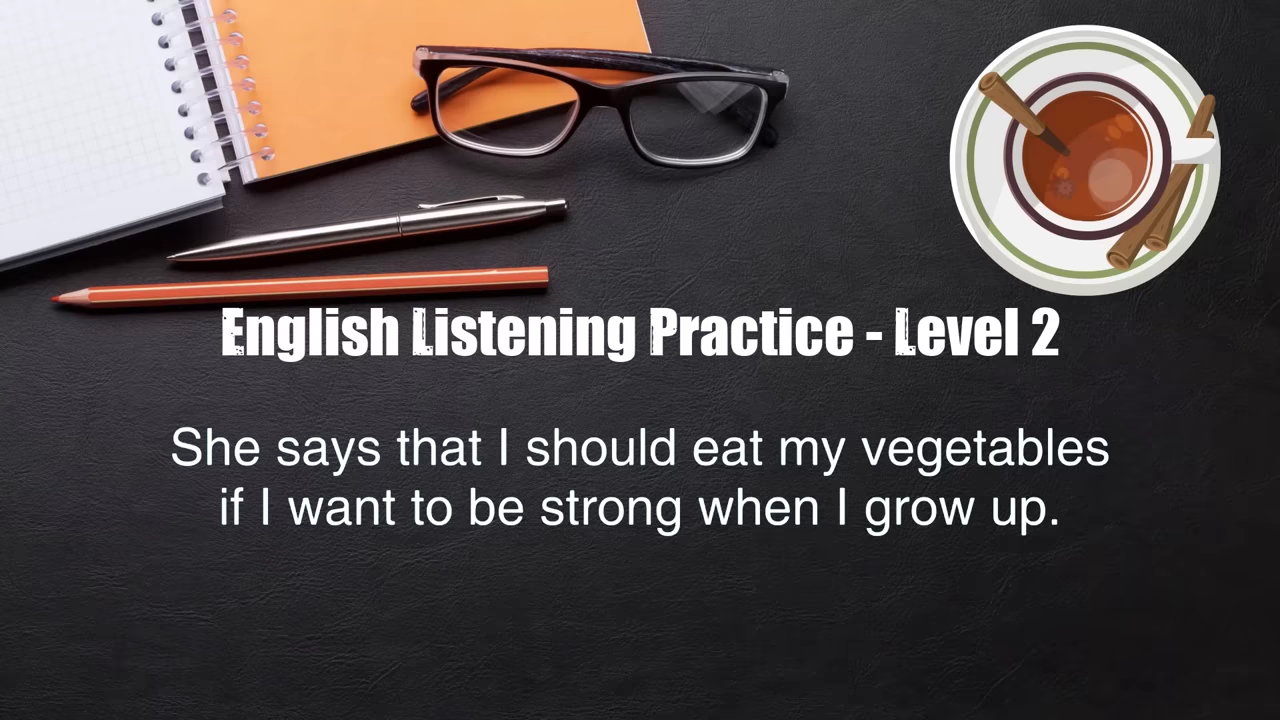 English Listening Practice - Level 2
She says that I should eat my vegetables
if I want to be strong when I grow up.